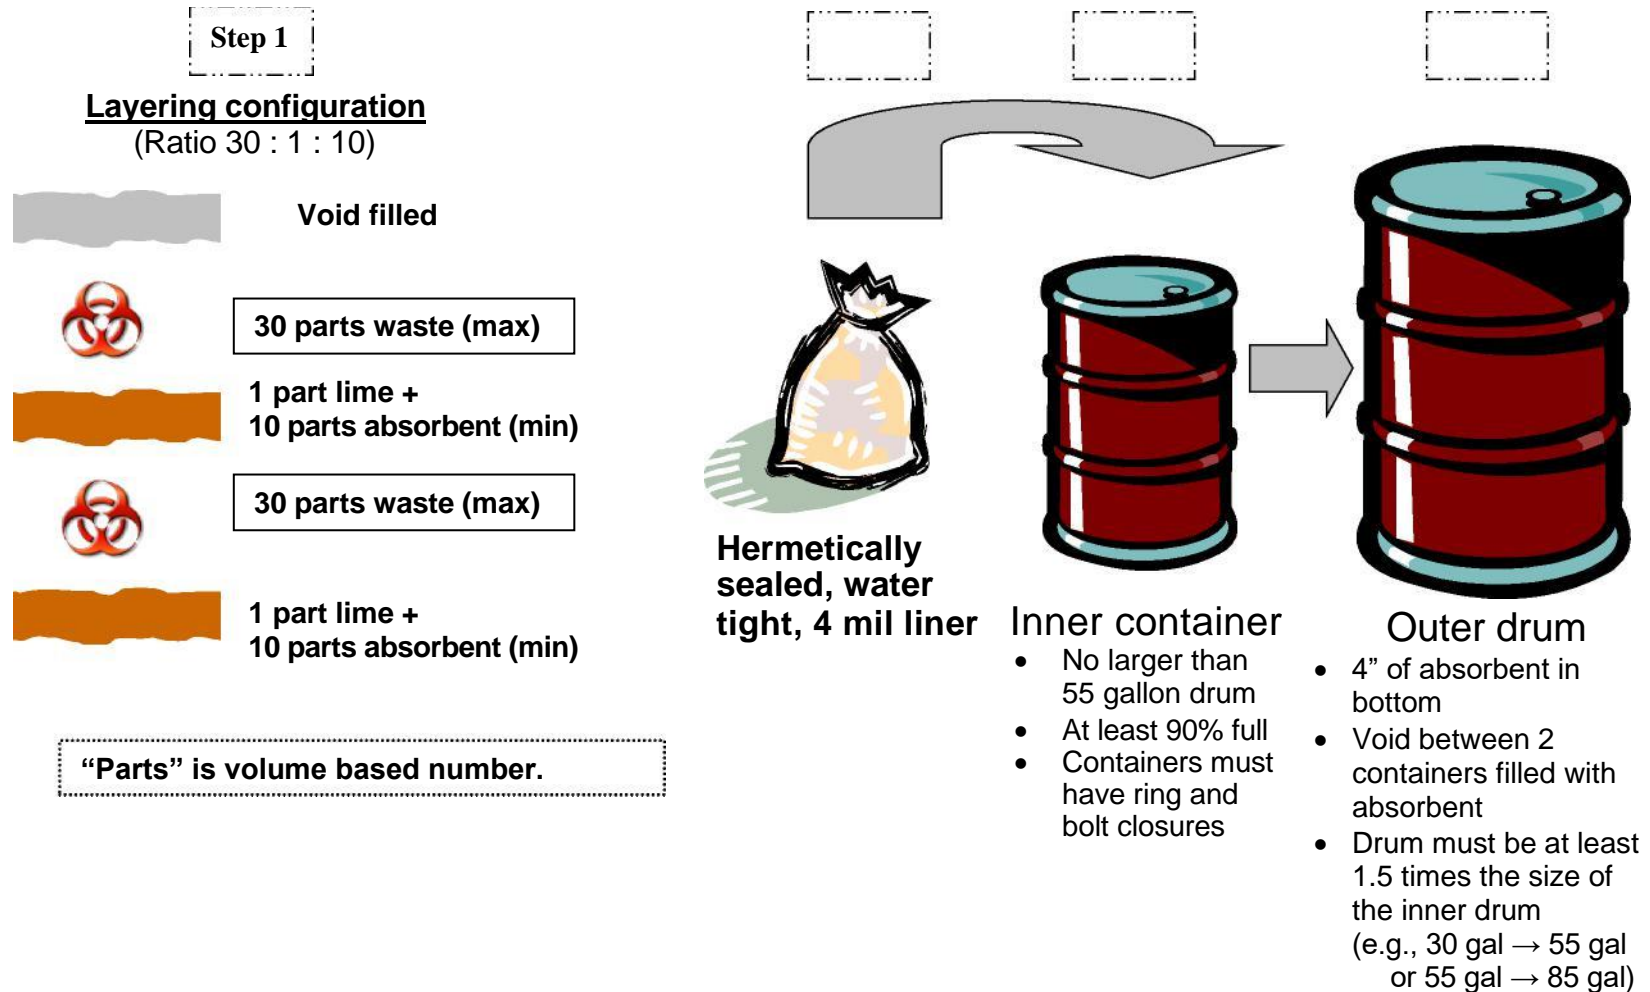 Step 1
Layering configuration
(Ratio 30 : 1 : 10)
Void filled
30 parts waste (max)
1 part lime +
10 parts absorbent (min)
30 parts waste (max)
1 part lime +
10 parts absorbent (min)
“Parts” is volume based number.
Hermetically
sealed, water
tight, 4 mil liner
Inner container
• No larger than
55 gallon drum
• At least 90% full
• Containers must
have ring and
bolt closures
Outer drum
• 4” of absorbent in
bottom
• Void between 2
containers filled with
absorbent
• Drum must be at least
1.5 times the size of
the inner drum
(e.g., 30 gal → 55 gal
or 55 gal → 85 gal)